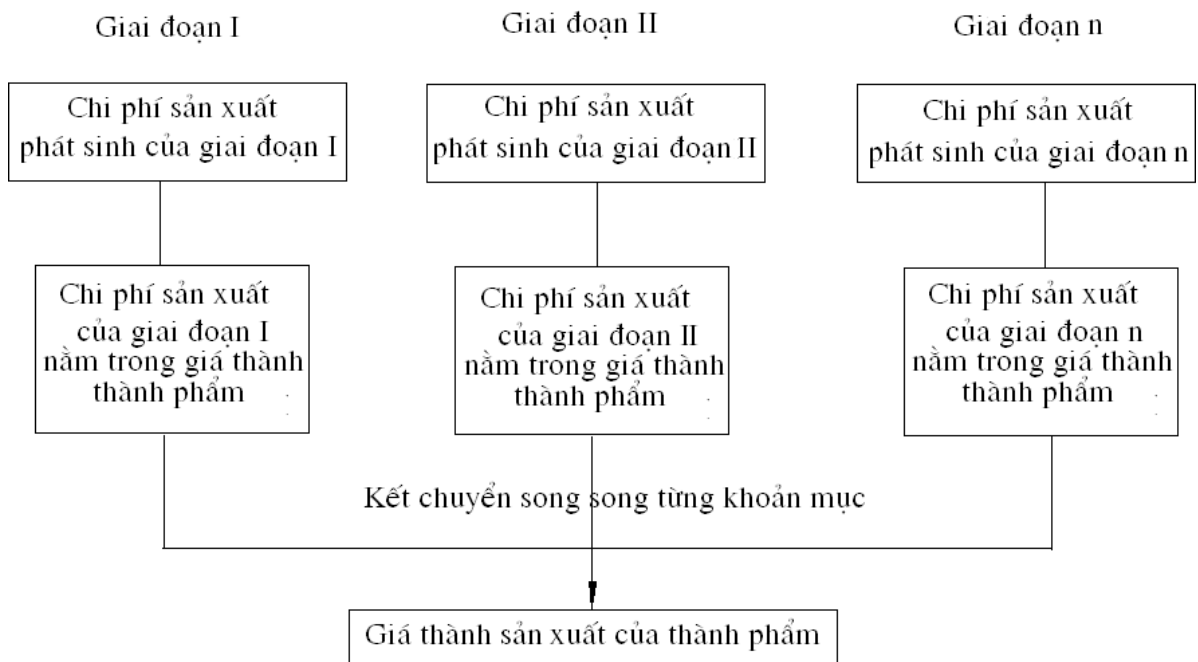 Giai đoạn I
Giai đoạn II
Giai đoạn n
Chi phí sản xuất
phát sinh của giai đoạn I
Chi phí sản xuất
phát sinh của giai đoạn II
Chi phí sản xuất
phát sinh của giai đoạn n
Chi phí sản xuất
của giai đoạn I
nằm trong giá thành
thành phẩm
Chi phí sản xuất
của giai đoạn II
nằm trong giá thành
thành phẩm
Chi phí sản xuất
của giai đoạn n
nằm trong giá thành
thành phẩm
Kết chuyển song song từng khoản mục
Giá thành sản xuất của thành phẩm